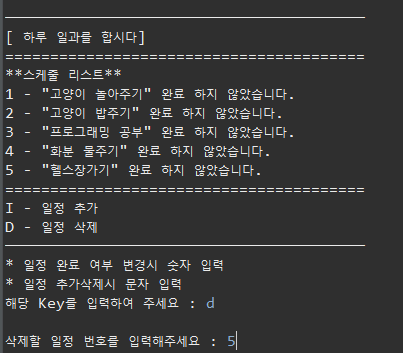 [ 하루 일과를 합시다]
========================================
**스케줄 리스트**
1 - "고양이 놀아주기" 완료 하지 않았습니다.
2 - "고양이 밥주기" 완료 하지 않았습니다.
3 - "프로그래밍 공부" 완료 하지 않았습니다.
4 - "화분 물주기" 완료 하지 않았습니다.
5 - "헬스장가기" 완료 하지 않았습니다.
========================================
I - 일정 추가
D - 일정 삭제
* 일정 완료 여부 변경시 숫자 입력
* 일정 추가삭제시 문자 입력
해당 Key를 입력하여 주세요 : d
삭제할 일정 번호를 입력해주세요 : 5